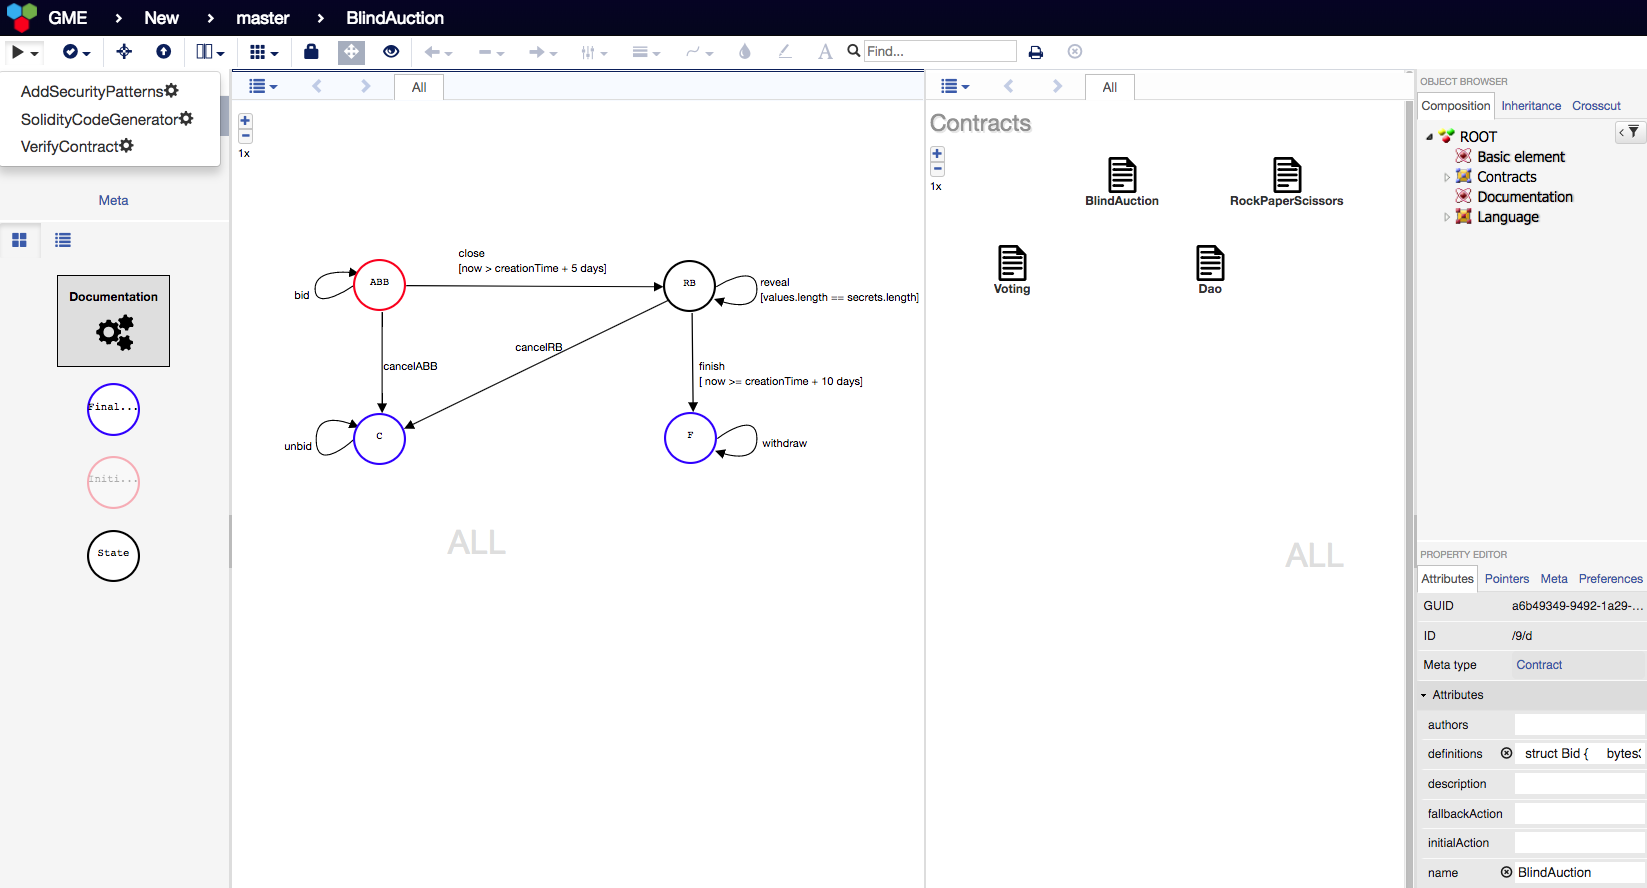 GME > New > master > BlindAuction
Find...
AddSecurityPatterns
SolidityCodeGenerator
VerifyContract
Meta
Documentation
Final...
Initi...
State
All
1x
close
[now > creationTime + 5 days]
ABB
RB
bid
reveal
[values.length == secrets.length]
cancelRB
cancelABB
finish
[ now >= creationTime + 10 days]
C
F
unbid
withdraw
ALL
All
Contracts
1x
BlindAuction
RockPaperScissors
Voting
Dao
ALL
OBJECT BROWSER
Composition Inheritance Crosscut
ROOT
Basic element
Contracts
Documentation
Language
PROPERTY EDITOR
Attributes Pointers Meta Preferences
GUID a6b49349-9492-1a29-...
ID /9/d
Meta type Contract
Attributes
authors
definitions struct Bid { bytes
description
fallbackAction
initialAction
name BlindAuction